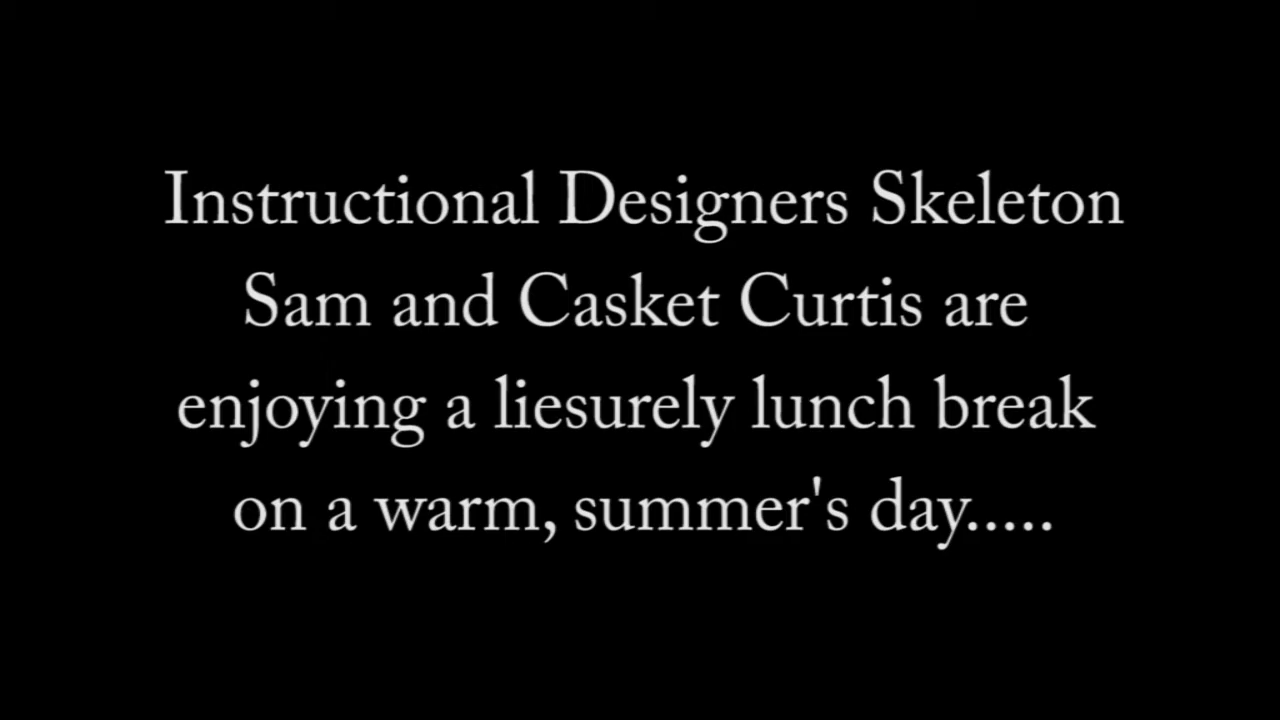 Instructional Designers Skeleton
Sam and Casket Curtis are
enjoying a liesurely lunch break
on a warm, summer's day.....